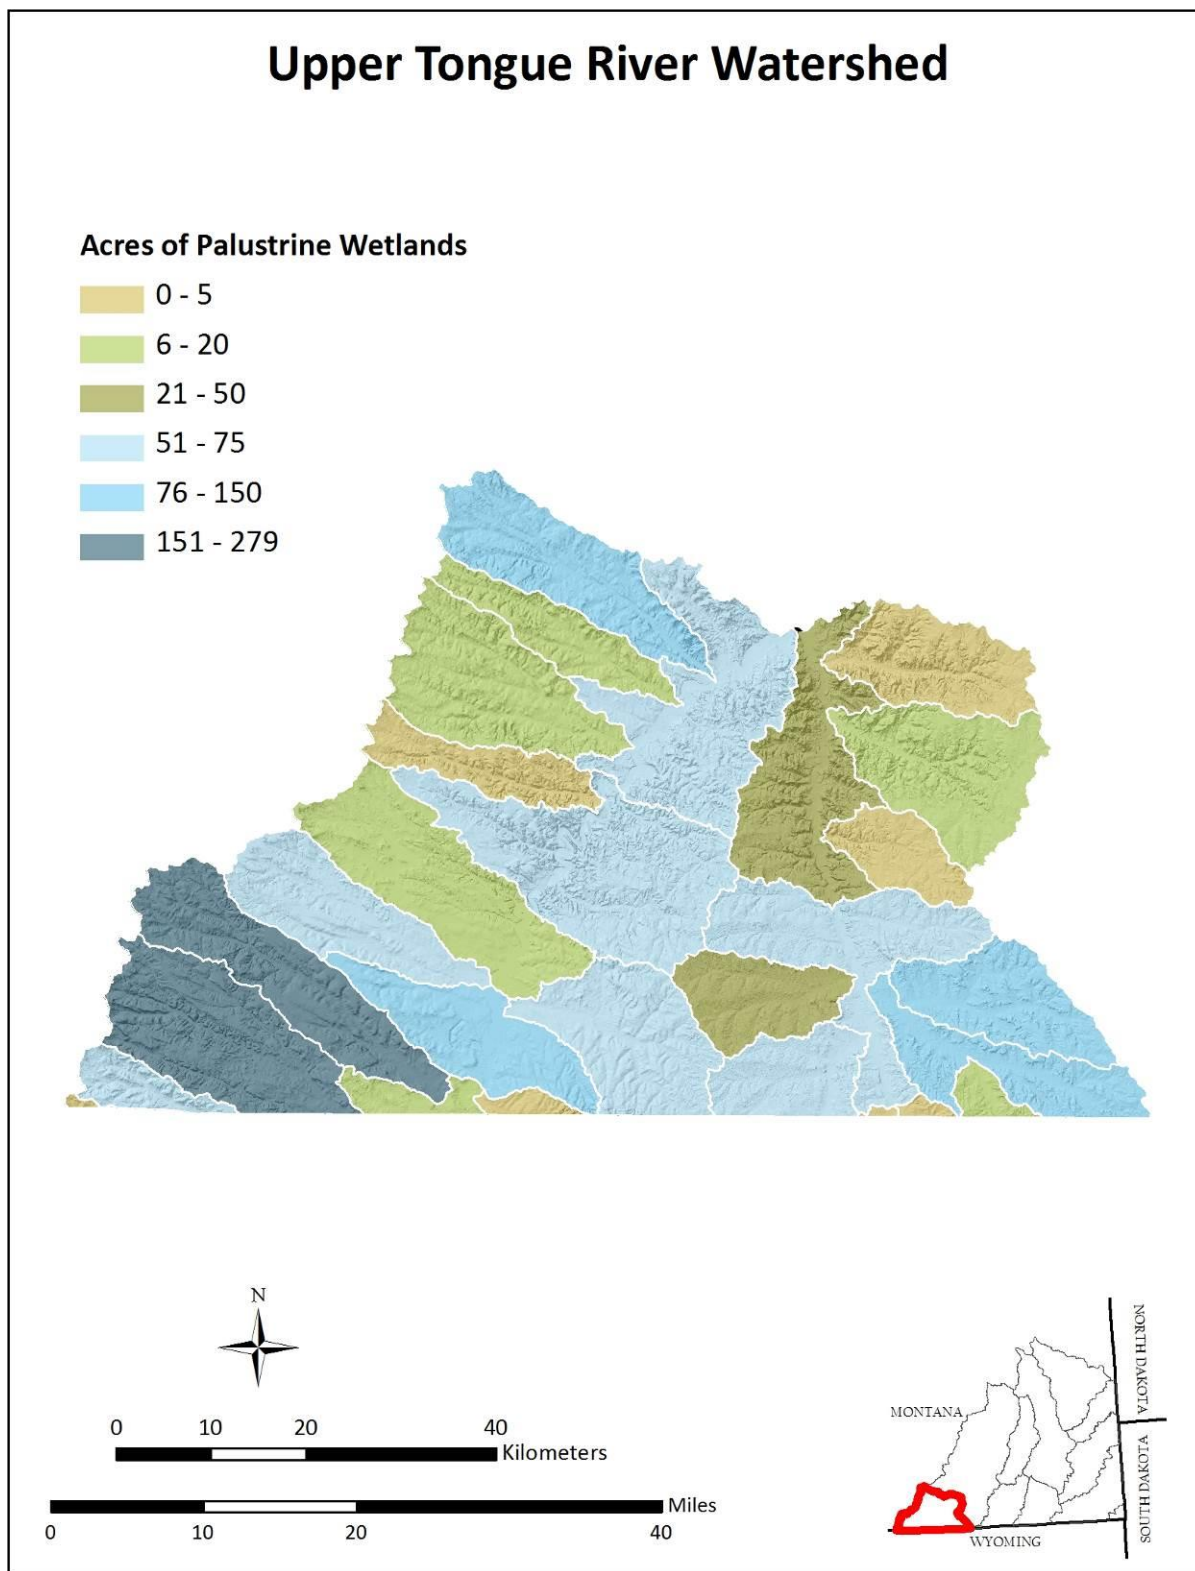 Upper Tongue River Watershed
Acres of Palustrine Wetlands
0 - 5
6 - 20
21 - 50
51 - 75
76 - 150
151 - 279
N
0 10 20 40
Kilometers
Miles
0 10 20 40
MONTANA
NORTH DAKOTA
SOUTH DAKOTA
WYOMING